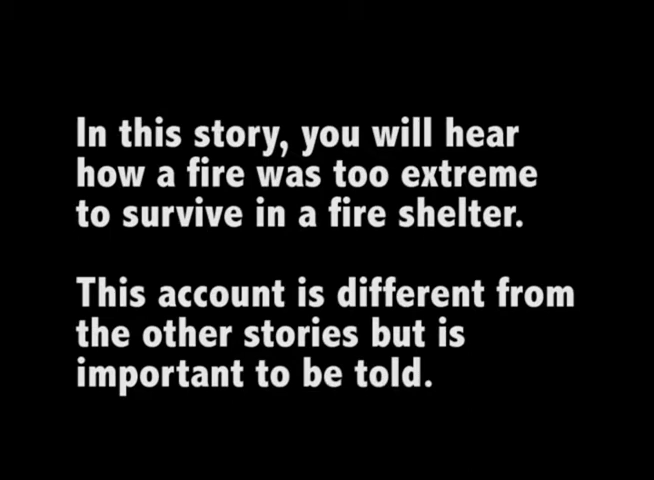 In this story, you will hear
how a fire was too extreme
to survive in a fire shelter.
This account is different from
the other stories but is
important to be told.